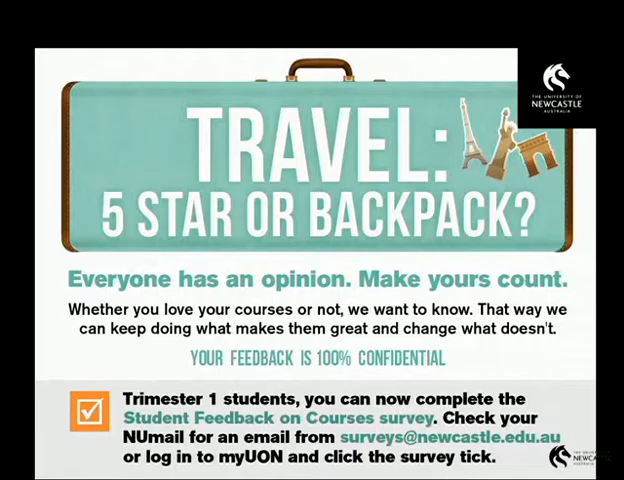 THE UNIVERSITY OF
NEWCASTLE
AUSTRALIA
TRAVEL:
5 STAR OR BACKPACK?
Everyone has an opinion. Make yours count.
Whether you love your courses or not, we want to know. That way we
can keep doing what makes them great and change what doesn't.
YOUR FEEDBACK IS 100% CONFIDENTIAL
Trimester 1 students, you can now complete the
Student Feedback on Courses survey. Check your
NUmail for an email from surveys@newcastle.edu.au
or log in to myUON and click the survey tick.
NEWCASTLE